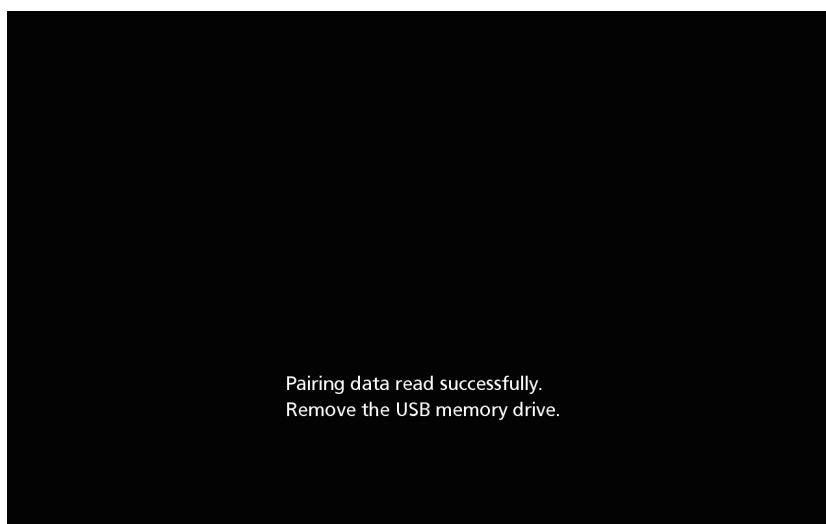 Pairing data read successfully.
Remove the USB memory drive.